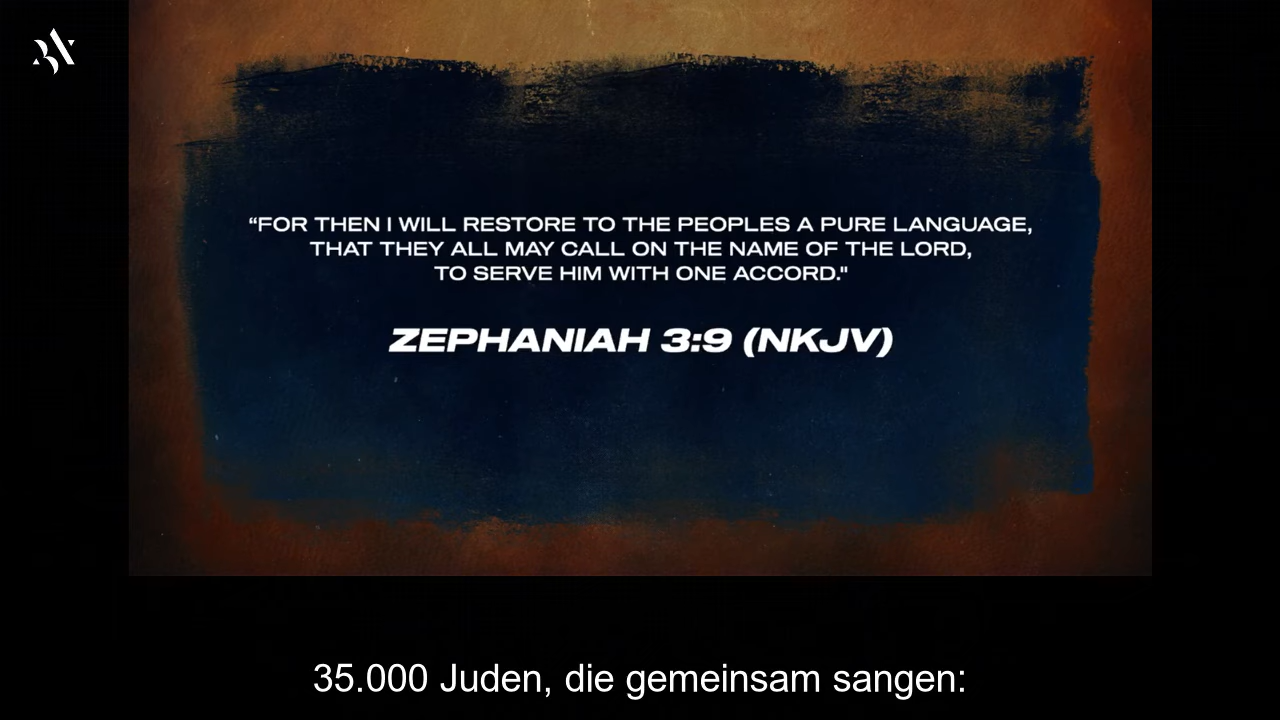 “FOR THEN I WILL RESTORE TO THE PEOPLES A PURE LANGUAGE,
THAT THEY ALL MAY CALL ON THE NAME OF THE LORD,
TO SERVE HIM WITH ONE ACCORD."
ZEPHANIAH 3:9 (NKJV)
35.000 Juden, die gemeinsam sangen: